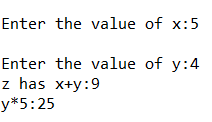 Enter the value of x:5
Enter the value of y:4
z has x+y:9
y*5:25